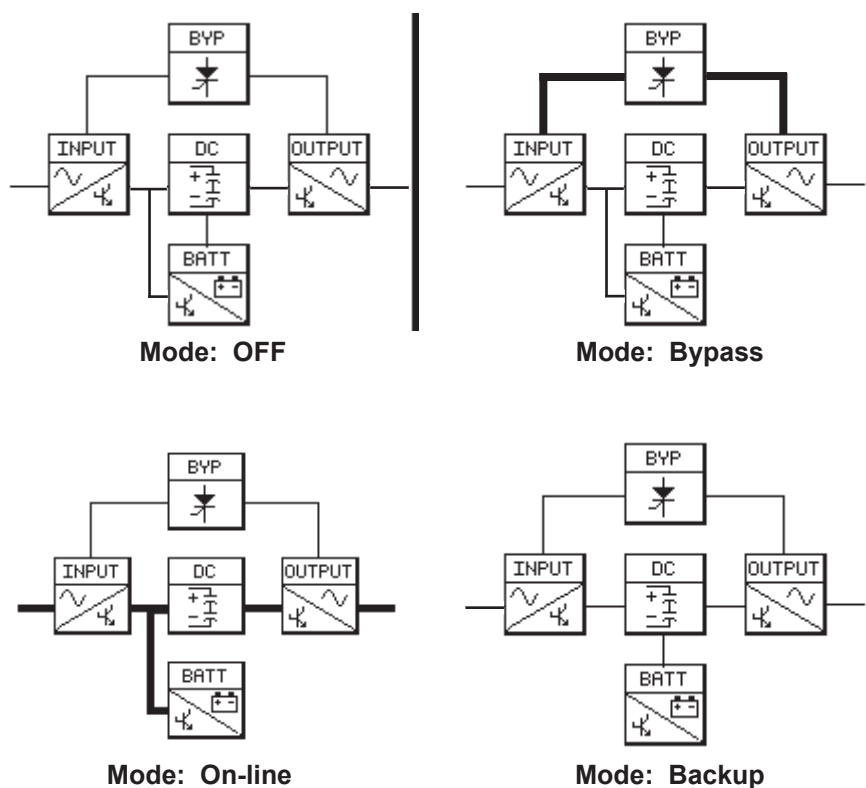 BYP
INPUT
DC
OUTPUT
BATT
Mode: OFF
BYP
INPUT
DC
OUTPUT
BATT
Mode: Bypass
BYP
INPUT
DC
OUTPUT
BATT
Mode: On-line
BYP
INPUT
DC
OUTPUT
BATT
Mode: Backup